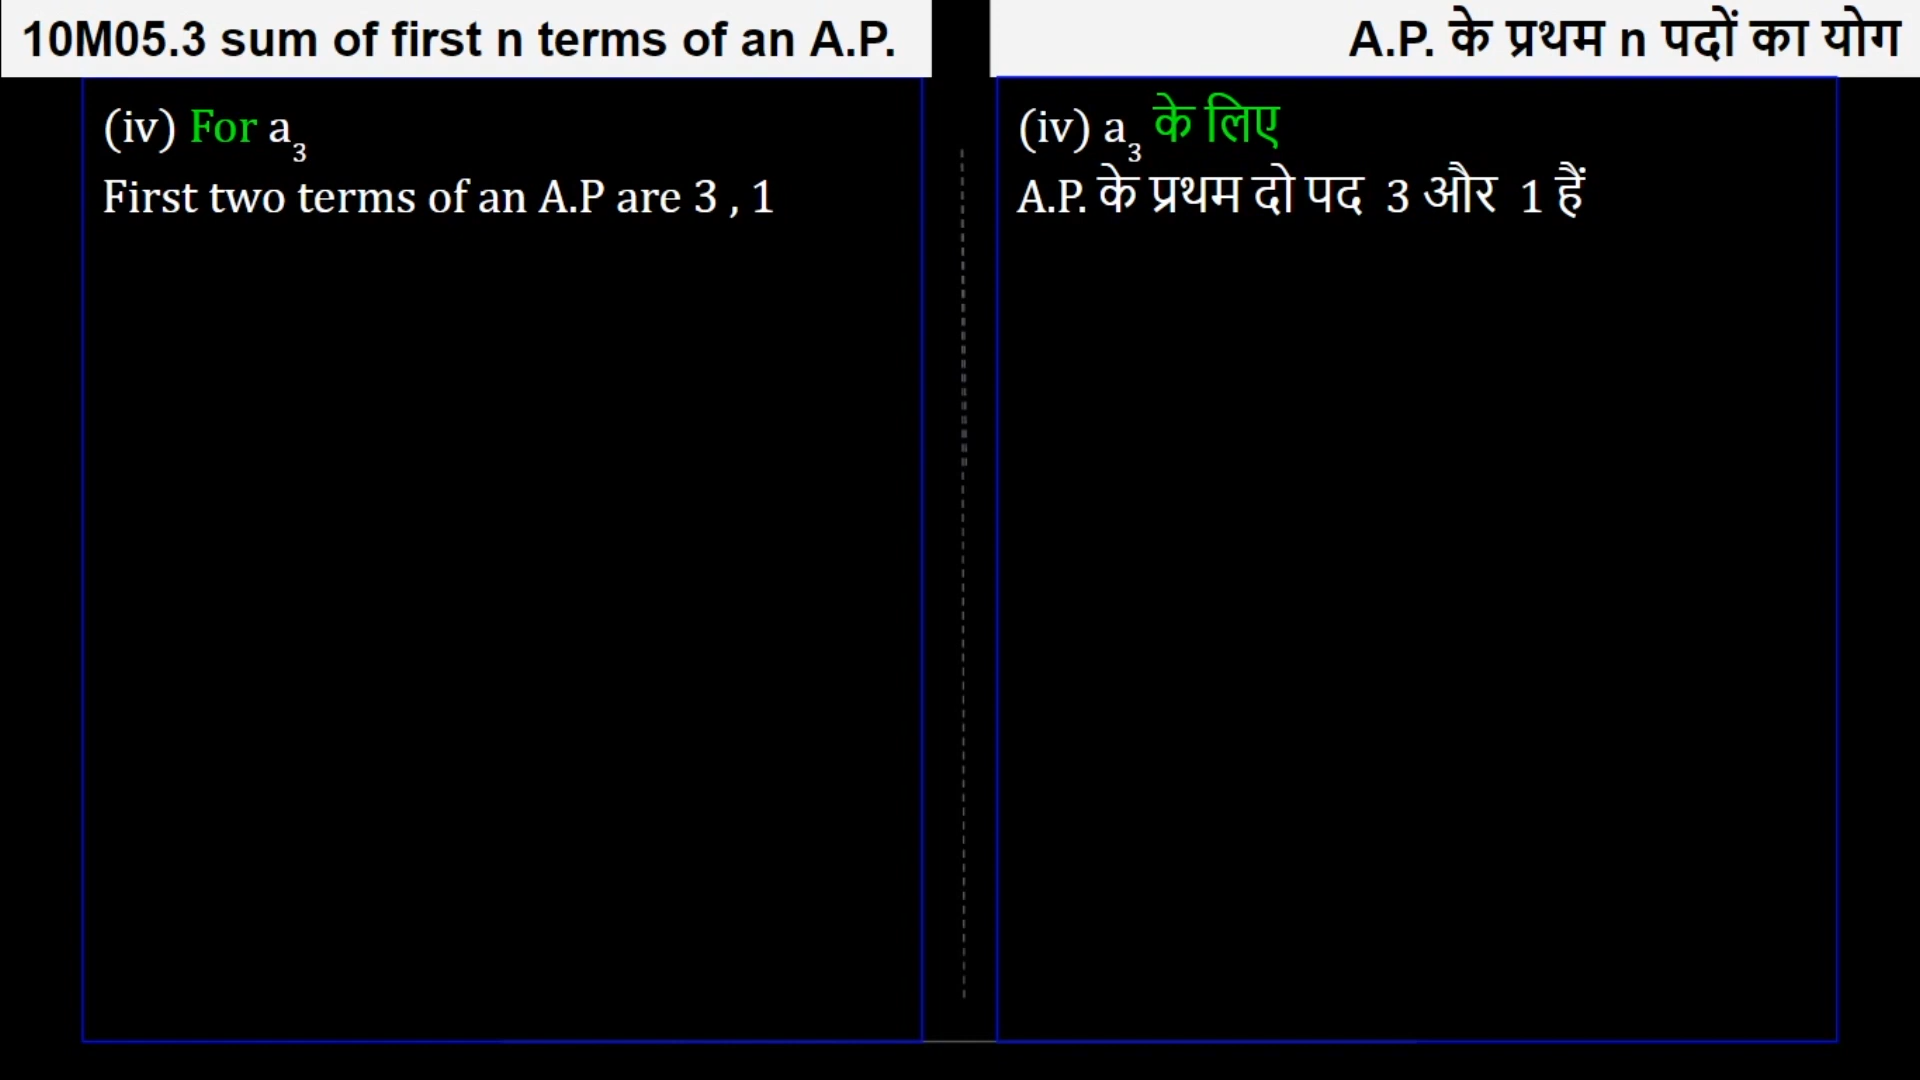 10M05.3 sum of first n terms of an A.P.
A.P. के प्रथम n पदों का योग
(iv) For a₃
First two terms of an A.P are 3 , 1
(iv) a₃ के लिए
A.P. के प्रथम दो पद 3 और 1 हैं